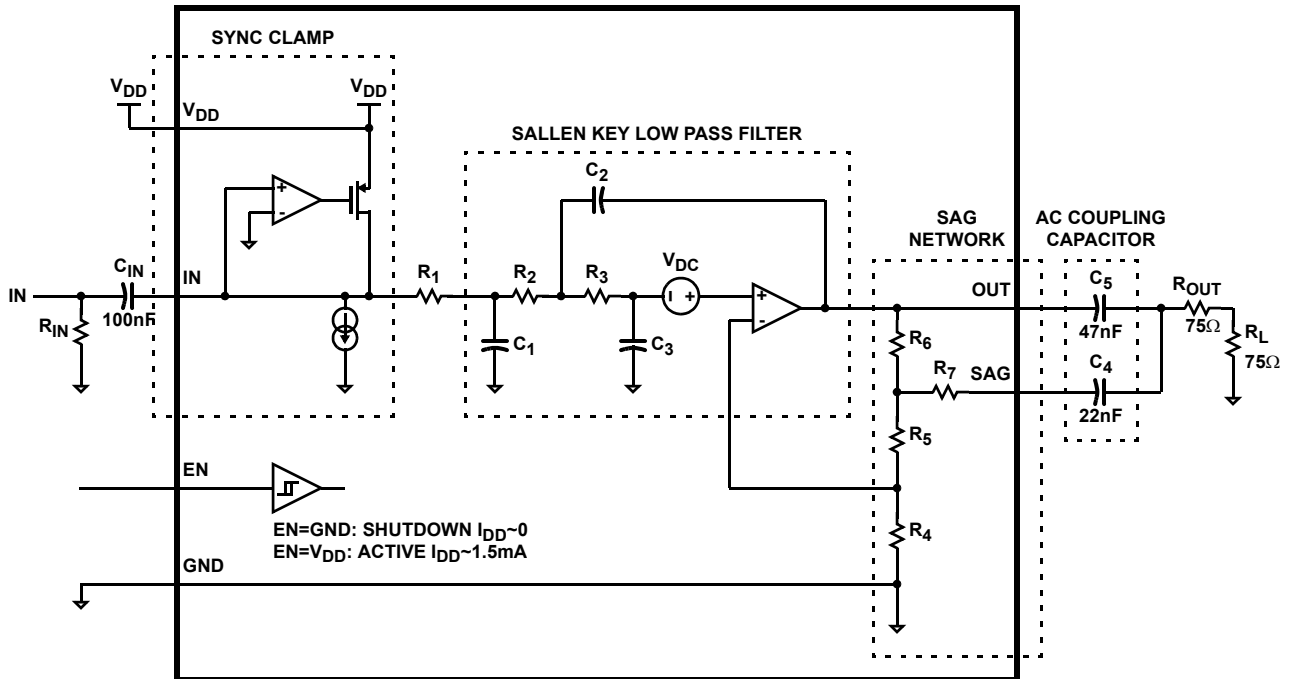 SYNC CLAMP
VDD
VDD
VDD
SALLEN KEY LOW PASS FILTER
C2
+
-
SAG
NETWORK
AC COUPLING
CAPACITOR
CIN
IN
IN
R1
R2
R3
VDC
OUT
C5
ROUT
100nF
RIN
- +
+
-
47nF
75Ω
RL
75Ω
C1
C3
R6
R7
SAG
C4
22nF
R5
EN
EN=GND: SHUTDOWN IDD~0
EN=VDD: ACTIVE IDD~1.5mA
R4
GND